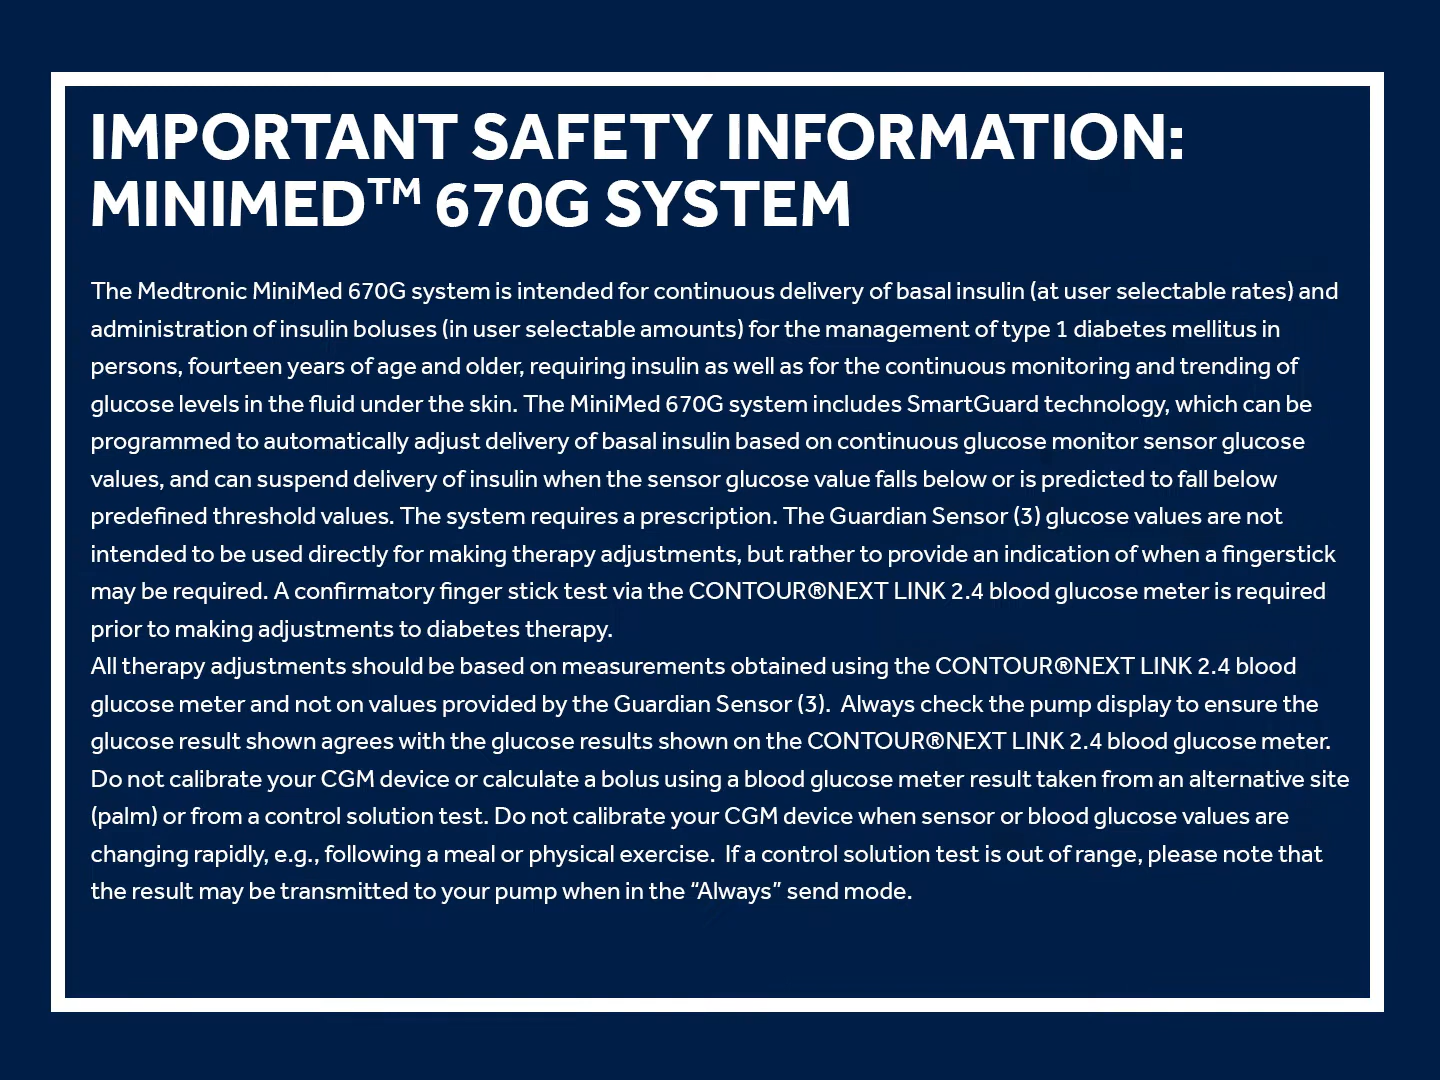 IMPORTANT SAFETY INFORMATION:
MINIMED™ 670G SYSTEM
The Medtronic MiniMed 670G system is intended for continuous delivery of basal insulin (at user selectable rates) and
administration of insulin boluses (in user selectable amounts) for the management of type 1 diabetes mellitus in
persons, fourteen years of age and older, requiring insulin as well as for the continuous monitoring and trending of
glucose levels in the fluid under the skin. The MiniMed 670G system includes SmartGuard technology, which can be
programmed to automatically adjust delivery of basal insulin based on continuous glucose monitor sensor glucose
values, and can suspend delivery of insulin when the sensor glucose value falls below or is predicted to fall below
predefined threshold values. The system requires a prescription. The Guardian Sensor (3) glucose values are not
intended to be used directly for making therapy adjustments, but rather to provide an indication of when a fingerstick
may be required. A confirmatory finger stick test via the CONTOUR®NEXT LINK 2.4 blood glucose meter is required
prior to making adjustments to diabetes therapy.
All therapy adjustments should be based on measurements obtained using the CONTOUR®NEXT LINK 2.4 blood
glucose meter and not on values provided by the Guardian Sensor (3).  Always check the pump display to ensure the
glucose result shown agrees with the glucose results shown on the CONTOUR®NEXT LINK 2.4 blood glucose meter.
Do not calibrate your CGM device or calculate a bolus using a blood glucose meter result taken from an alternative site
(palm) or from a control solution test. Do not calibrate your CGM device when sensor or blood glucose values are
changing rapidly, e.g., following a meal or physical exercise.  If a control solution test is out of range, please note that
the result may be transmitted to your pump when in the “Always” send mode.